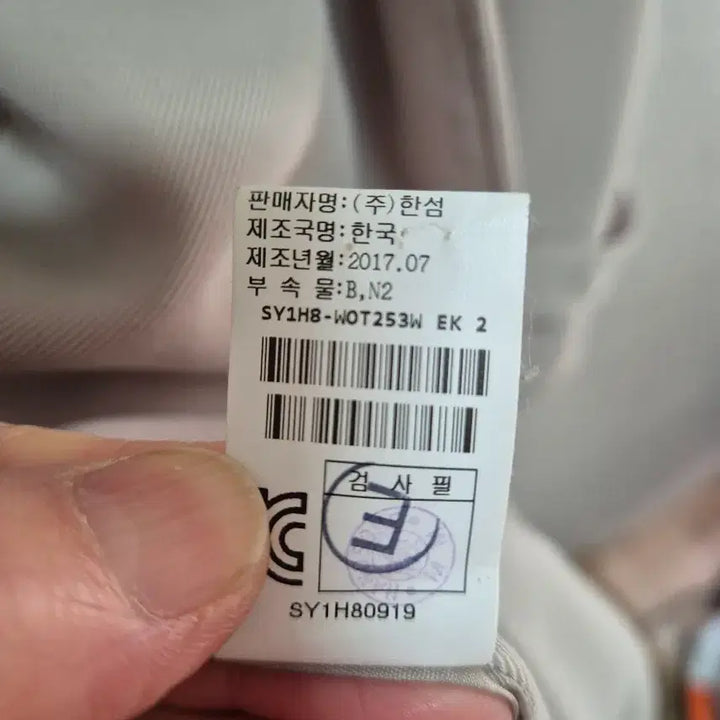 판매자명:(주)한섬
제조국명:한국
제조년월:2017.07
부 속 물:B,N2
SY1H8-WOT253W EK 2
검 사 필
F
SY1H80919